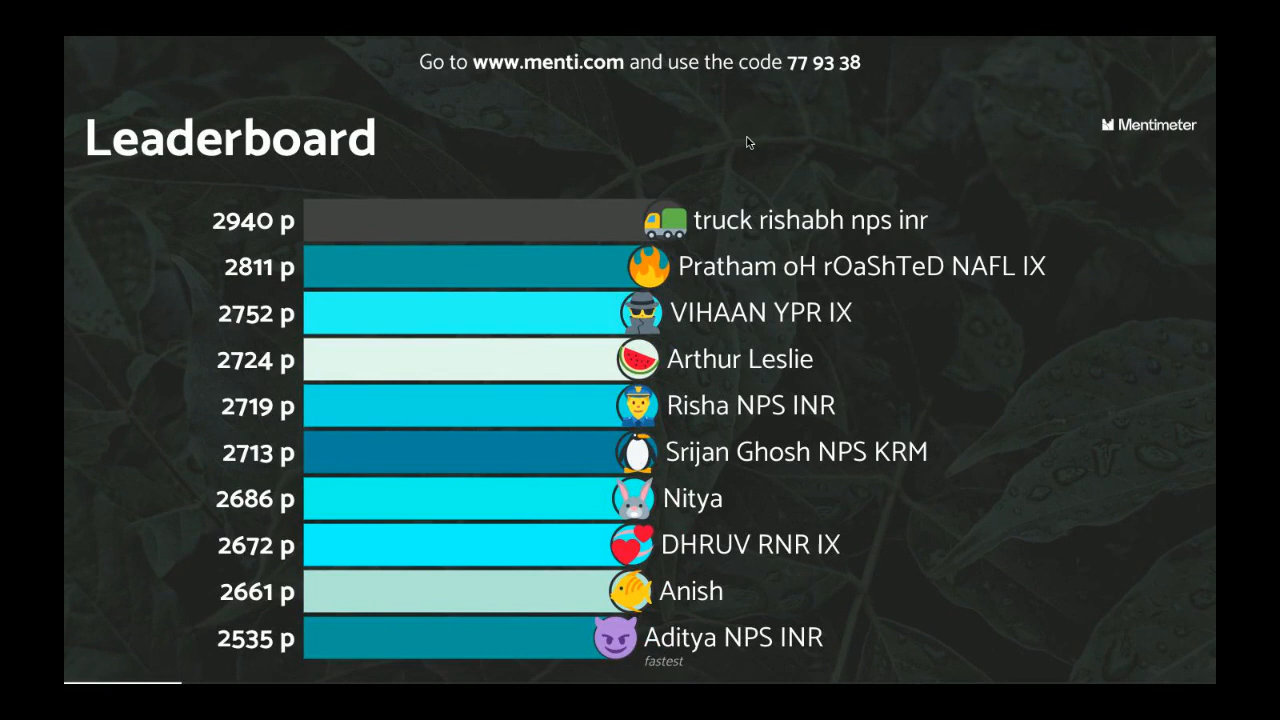 Go to www.menti.com and use the code 77 93 38
Leaderboard
Mentimeter
2940 p truck rishabh nps inr
2811 p Pratham oH rOaShTeD NAFL IX
2752 p VIHAAN YPR IX
2724 p Arthur Leslie
2719 p Risha NPS INR
2713 p Srijan Ghosh NPS KRM
2686 p Nitya
2672 p DHRUV RNR IX
2661 p Anish
2535 p Aditya NPS INR
fastest